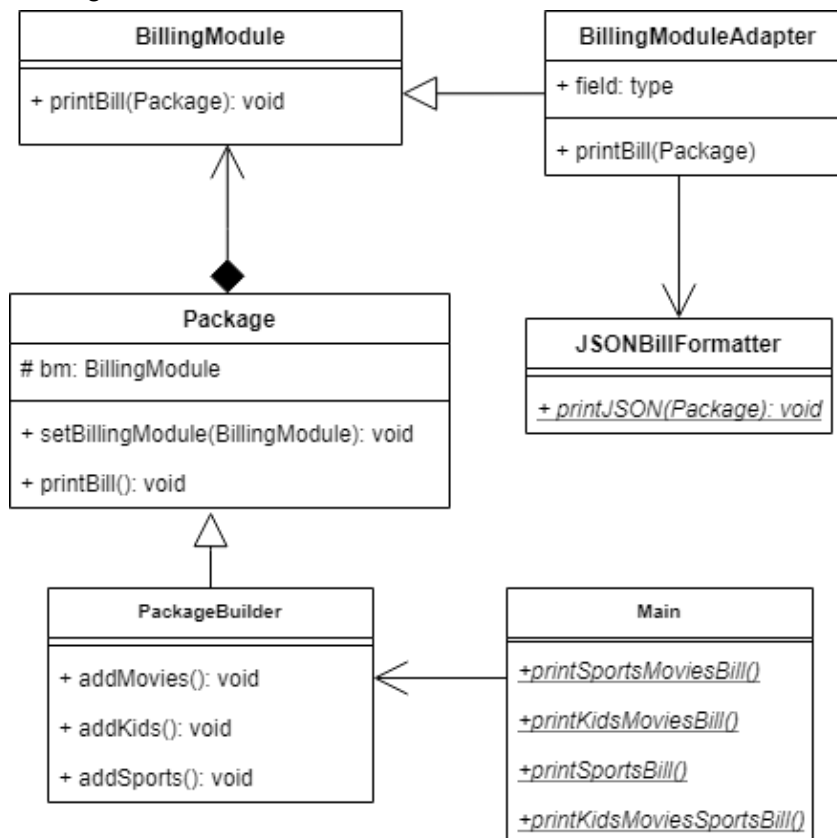 BillingModule
+ printBill(Package): void
BillingModuleAdapter
+ field: type
+ printBill(Package)
Package
# bm: BillingModule
+ setBillingModule(BillingModule): void
+ printBill(): void
JSONBillFormatter
+ printJSON(Package): void
PackageBuilder
+ addMovies(): void
+ addKids(): void
+ addSports(): void
Main
+printSportsMoviesBill()
+printKidsMoviesBill()
+printSportsBill()
+printKidsMoviesSportsBill()